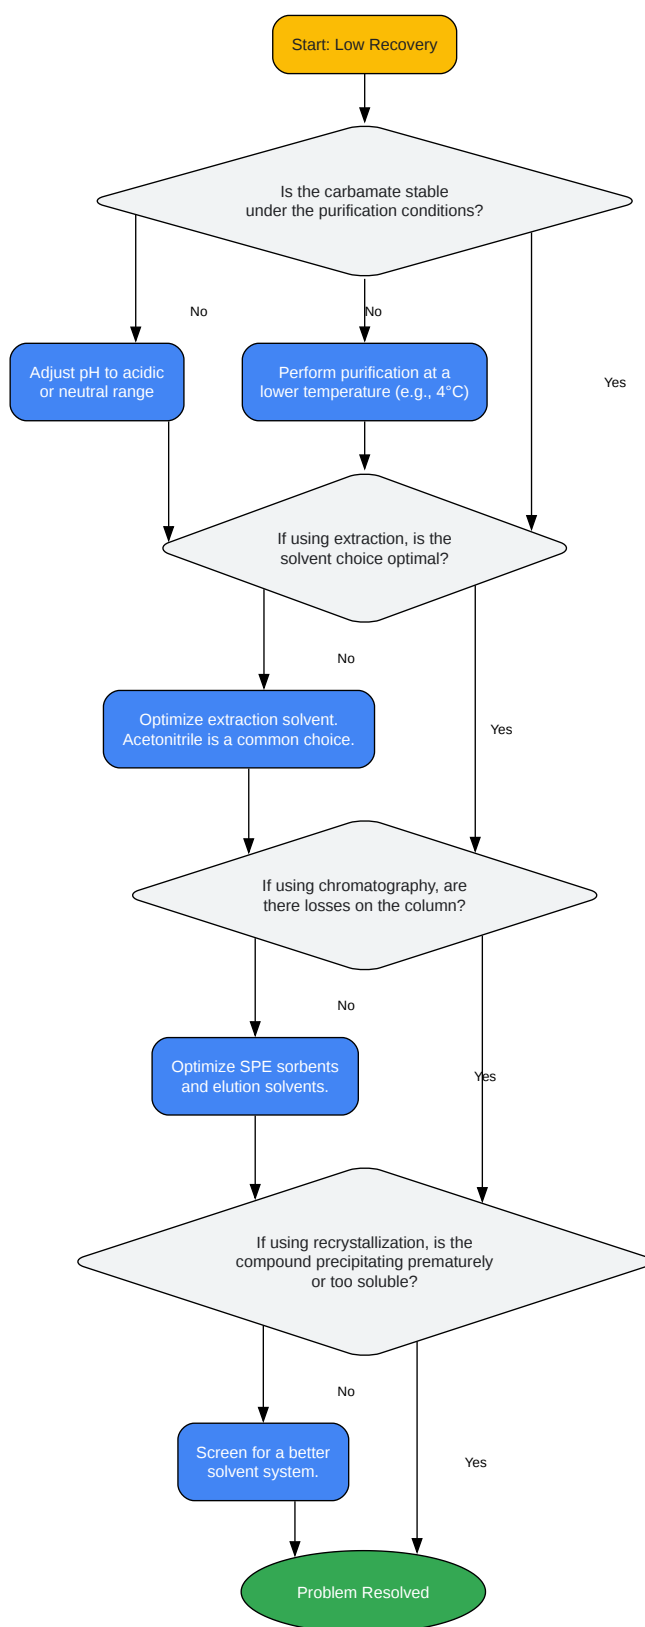 Start: Low Recovery
Is the carbamate stable
under the purification conditions?
No
No
Adjust pH to acidic
or neutral range
Perform purification at a
lower temperature (e.g., 4°C)
Yes
If using extraction, is the
solvent choice optimal?
No
Optimize extraction solvent.
Acetonitrile is a common choice.
Yes
If using chromatography, are
there losses on the column?
No
Optimize SPE sorbents
and elution solvents.
Yes
If using recrystallization, is the
compound precipitating prematurely
or too soluble?
No
Screen for a better
solvent system.
Yes
Problem Resolved